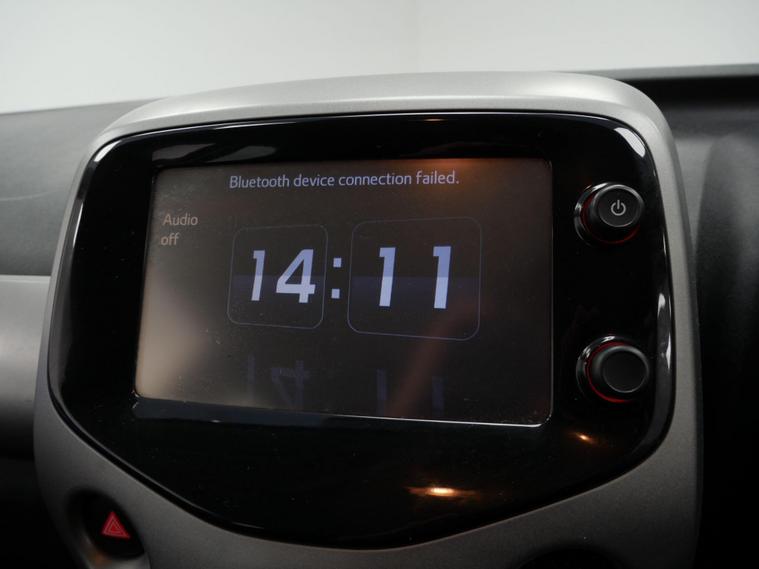 Bluetooth device connection failed.
Audio
off
14:11